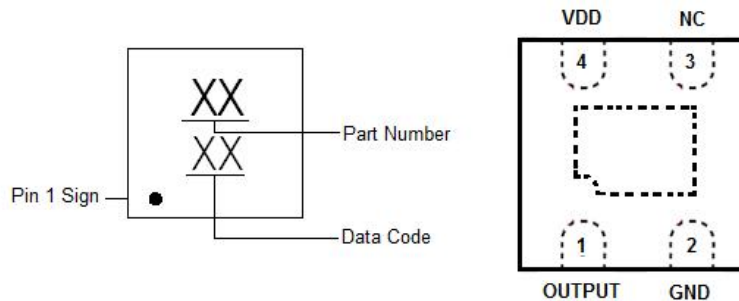 VDD NC
4 3
XX
Part Number
XX
Pin 1 Sign
Data Code
1 2
OUTPUT GND